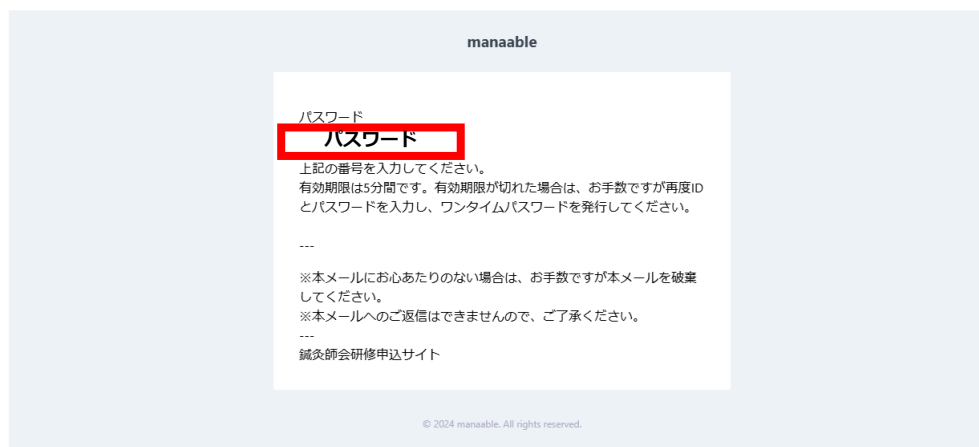 manaable
パスワード
パスワード
上記の番号を入力してください。
有効期限は5分間です。有効期限が切れた場合は、お手数ですが再度ID
とパスワードを入力し、ワンタイムパスワードを発行してください。
---
※本メールにお心あたりのない場合は、お手数ですが本メールを破棄
してください。
※本メールへのご返信はできませんので、ご了承ください。
---
鍼灸師会研修申込サイト
© 2024 manaable. All rights reserved.